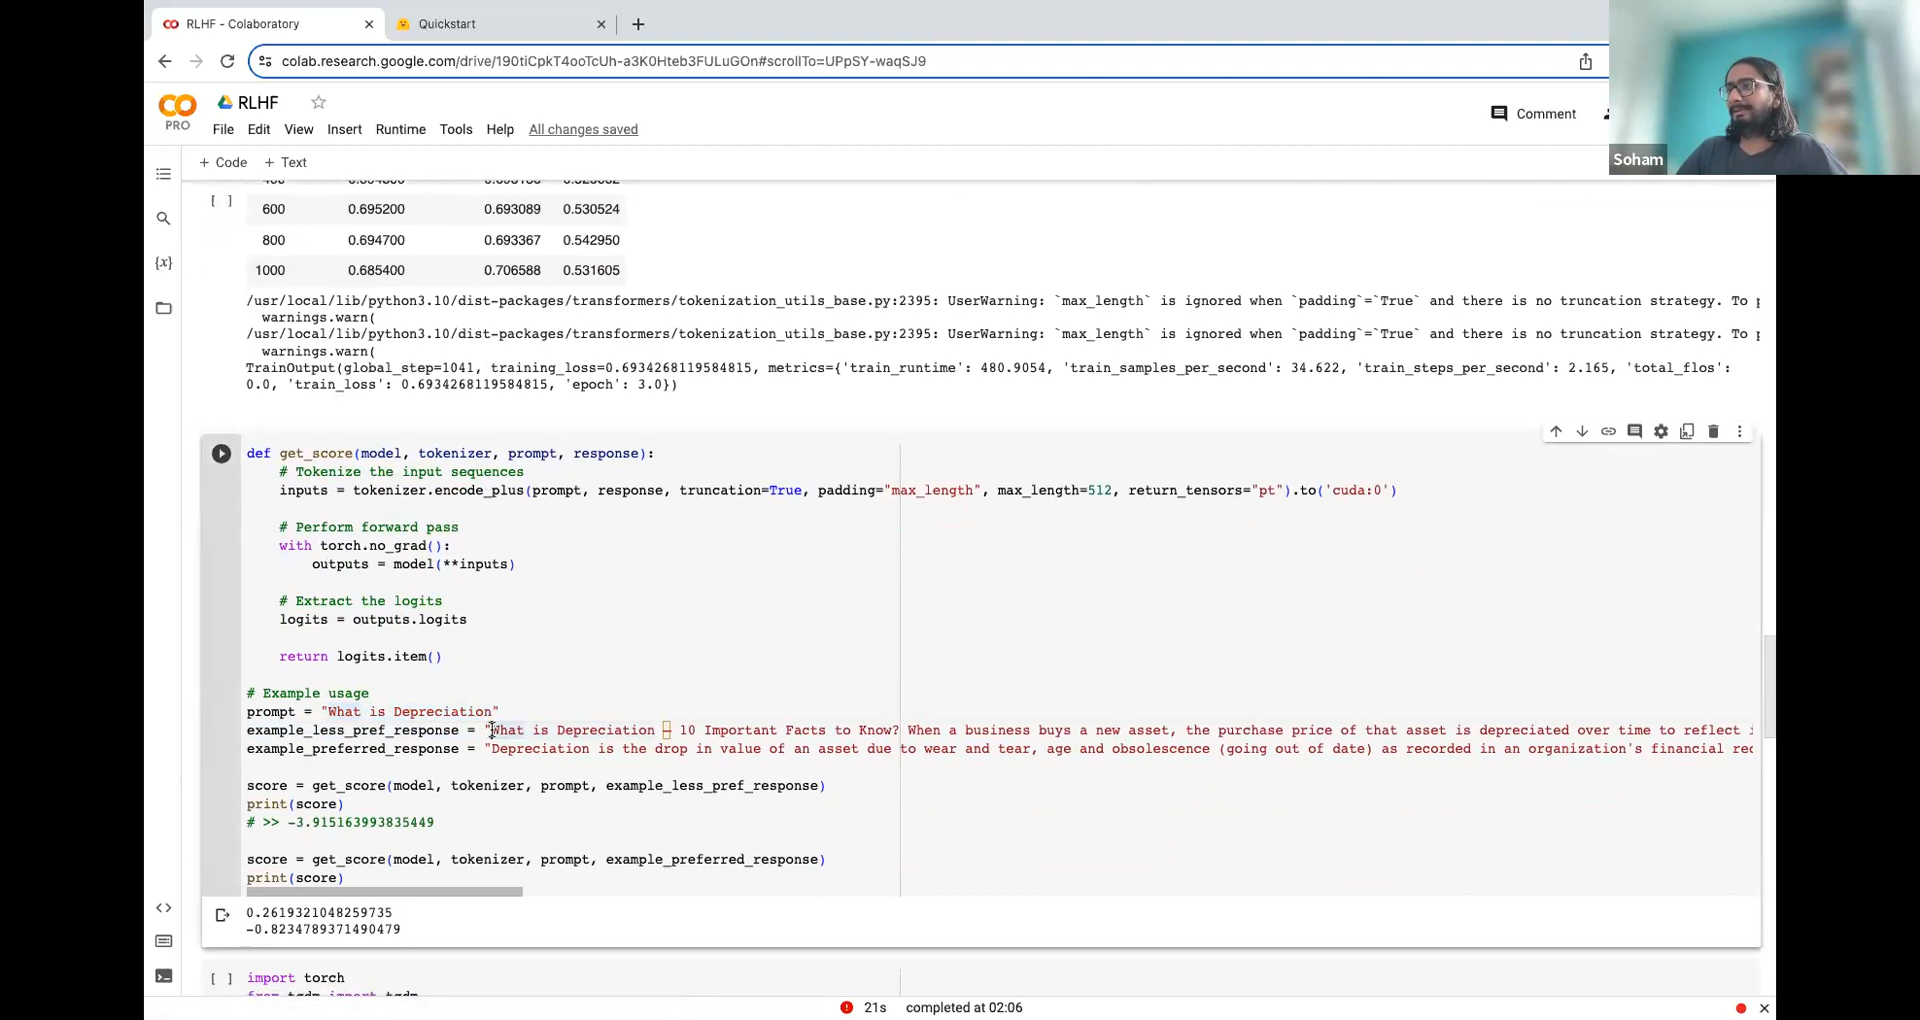 RLHF - Colaboratory
Quickstart
colab.research.google.com/drive/190tiCpkT4ooTcUh-a3K0Hteb3FULuGOn#scrollTo=UPpSY-waqSJ9
PRO
RLHF
File Edit View Insert Runtime Tools Help All changes saved
Comment
Soham
+ Code + Text
[ ]
600 0.695200 0.693089 0.530524
800 0.694700 0.693367 0.542950
1000 0.685400 0.706588 0.531605
/usr/local/lib/python3.10/dist-packages/transformers/tokenization_utils_base.py:2395: UserWarning: `max_length` is ignored when `padding`=`True` and there is no truncation strategy. To p
warnings.warn(
/usr/local/lib/python3.10/dist-packages/transformers/tokenization_utils_base.py:2395: UserWarning: `max_length` is ignored when `padding`=`True` and there is no truncation strategy. To p
warnings.warn(
TrainOutput(global_step=1041, training_loss=0.6934268119584815, metrics={'train_runtime': 480.9054, 'train_samples_per_second': 34.622, 'train_steps_per_second': 2.165, 'total_flos':
0.0, 'train_loss': 0.6934268119584815, 'epoch': 3.0})
def get_score(model, tokenizer, prompt, response):
# Tokenize the input sequences
inputs = tokenizer.encode_plus(prompt, response, truncation=True, padding="max_length", max_length=512, return_tensors="pt").to('cuda:0')
# Perform forward pass
with torch.no_grad():
outputs = model(**inputs)
# Extract the logits
logits = outputs.logits
return logits.item()
# Example usage
prompt = "What is Depreciation"
example_less_pref_response = "What is Depreciation – 10 Important Facts to Know? When a business buys a new asset, the purchase price of that asset is depreciated over time to reflect i
example_preferred_response = "Depreciation is the drop in value of an asset due to wear and tear, age and obsolescence (going out of date) as recorded in an organization's financial rec
score = get_score(model, tokenizer, prompt, example_less_pref_response)
print(score)
# >> -3.915163993835449
score = get_score(model, tokenizer, prompt, example_preferred_response)
print(score)
0.2619321048259735
-0.8234789371490479
[ ] import torch
from tqdm import tqdm
21s completed at 02:06